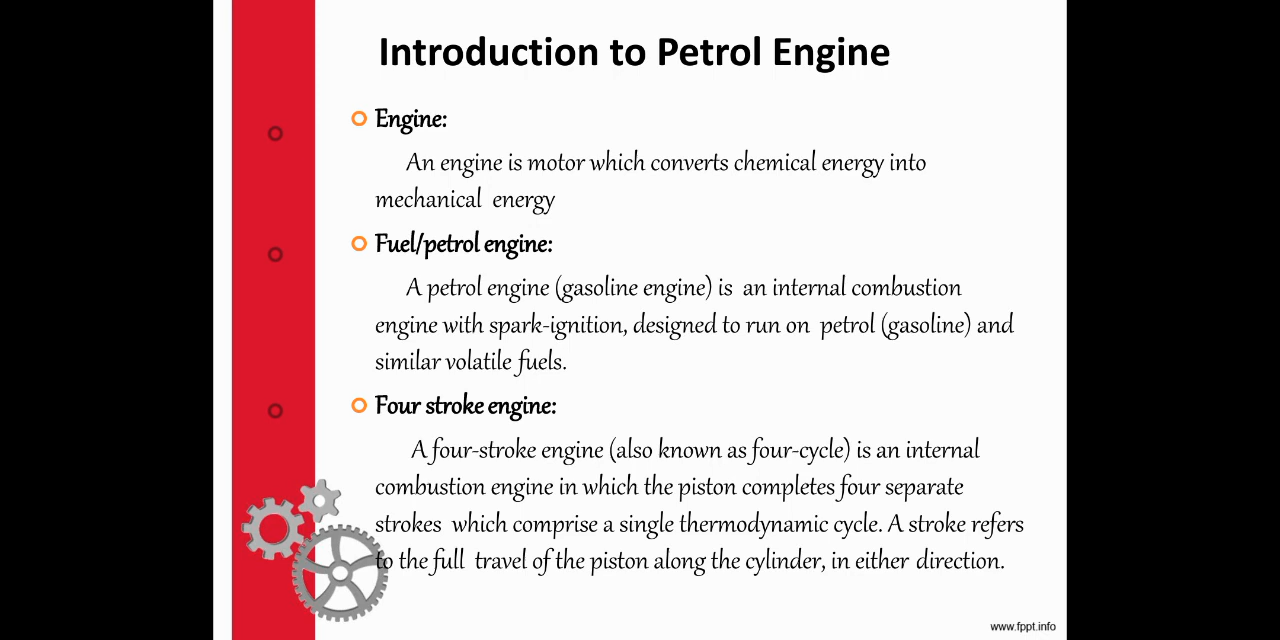 Introduction to Petrol Engine
Engine:
An engine is motor which converts chemical energy into
mechanical energy
Fuel/petrol engine:
A petrol engine (gasoline engine) is an internal combustion
engine with spark-ignition, designed to run on petrol (gasoline) and
similar volatile fuels.
Four stroke engine:
A four-stroke engine (also known as four-cycle) is an internal
combustion engine in which the piston completes four separate
strokes which comprise a single thermodynamic cycle. A stroke refers
to the full travel of the piston along the cylinder, in either direction.
www.fppt.info